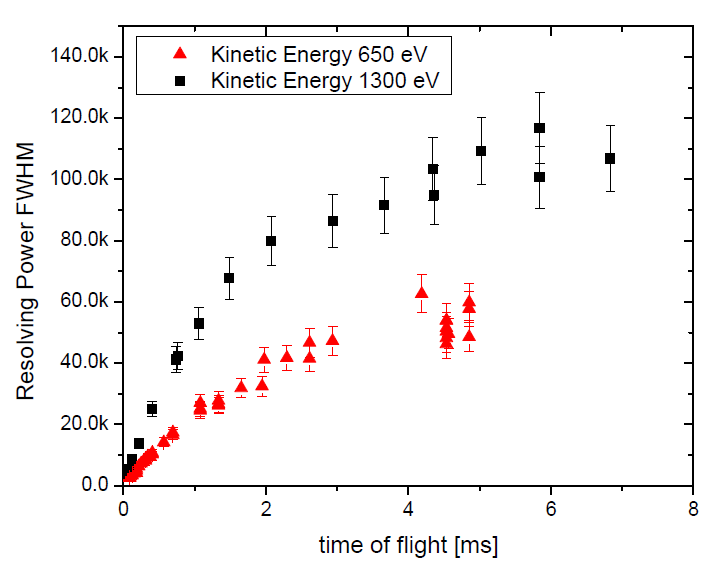 Kinetic Energy 650 eV
Kinetic Energy 1300 eV
Resolving Power FWHM
140.0k
120.0k
100.0k
80.0k
60.0k
40.0k
20.0k
0.0
0 2 4 6 8
time of flight [ms]